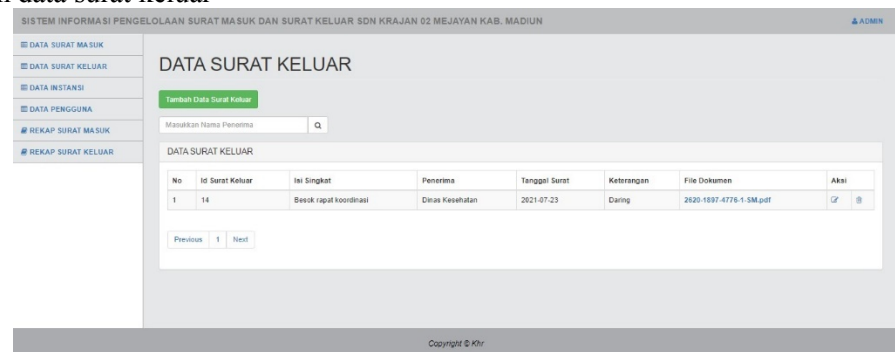 SISTEM INFORMASI PENGELOLAAN SURAT MASUK DAN SURAT KELUAR SDN KRAJAN 02 MEJAYAN KAB. MADIUN
ADMIN
DATA SURAT MASUK
DATA SURAT KELUAR
DATA INSTANSI
DATA PENGGUNA
REKAP SURAT MASUK
REKAP SURAT KELUAR
DATA SURAT KELUAR
Tambah Data Surat Keluar
Masukkan Nama Penerima
DATA SURAT KELUAR
No Id Surat Keluar Isi Singkat Penerima Tanggal Surat Keterangan File Dokumen Aksi
1 14 Besok rapat koordinasi Dinas Kesehatan 2021-07-23 Daring 2620-1897-4776-1-SM.pdf
Previous 1 Next
Copyright © Khr